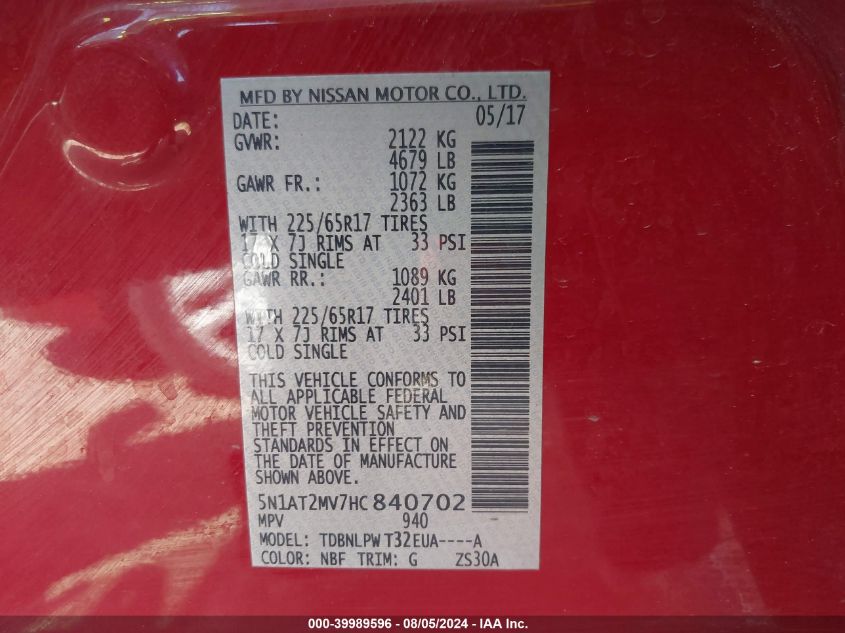 MFD BY NISSAN MOTOR CO., LTD.
DATE: 05/17
GVWR: 2122 KG
4679 LB
GAWR FR.: 1072 KG
2363 LB
WITH 225/65R17 TIRES
17 X 7J RIMS AT 33 PSI
COLD SINGLE
GAWR RR.: 1089 KG
2401 LB
WITH 225/65R17 TIRES
17 X 7J RIMS AT 33 PSI
COLD SINGLE
THIS VEHICLE CONFORMS TO
ALL APPLICABLE FEDERAL
MOTOR VEHICLE SAFETY AND
THEFT PREVENTION
STANDARDS IN EFFECT ON
THE DATE OF MANUFACTURE
SHOWN ABOVE.
5N1AT2MV7HC840702
MPV 940
MODEL: TDBNLPW T32EUA----A
COLOR: NBF TRIM: G ZS30A
000-39989596 - 08/05/2024 - IAAI Inc.